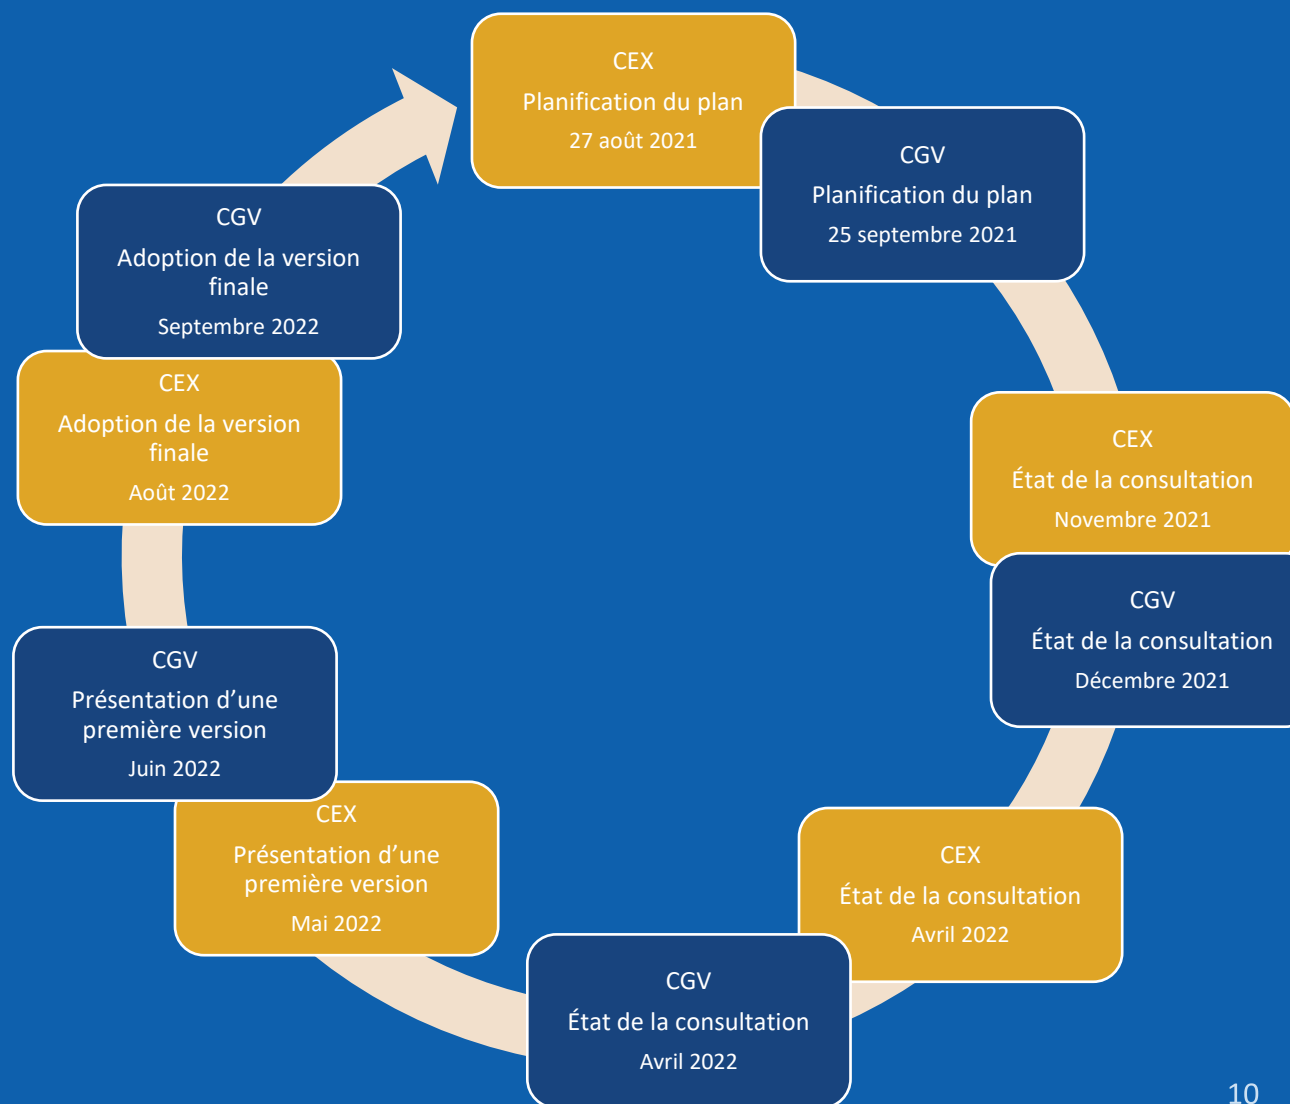 CEX
Planification du plan
27 août 2021
CGV
Planification du plan
25 septembre 2021
CEX
État de la consultation
Novembre 2021
CGV
État de la consultation
Décembre 2021
CEX
État de la consultation
Avril 2022
CGV
État de la consultation
Avril 2022
CEX
Présentation d’une
première version
Mai 2022
CGV
Présentation d’une
première version
Juin 2022
CEX
Adoption de la version
finale
Août 2022
CGV
Adoption de la version
finale
Septembre 2022
10